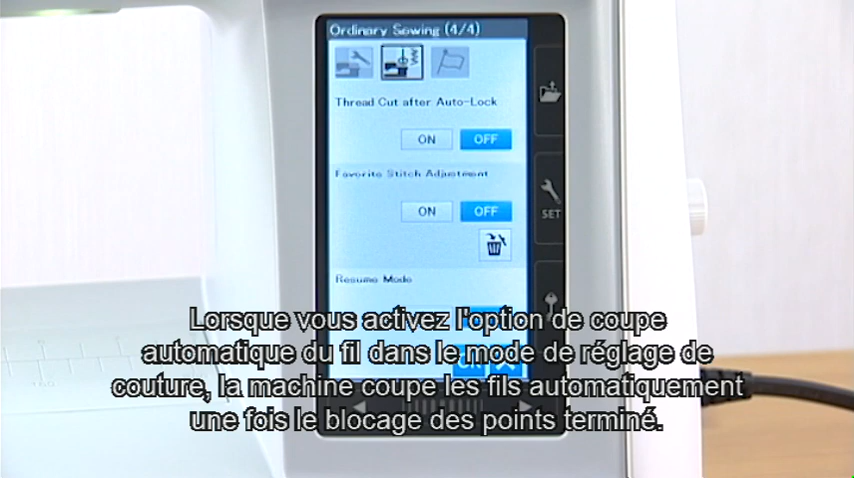 Ordinary Sewing (4/4)
Thread Cut after Auto-Lock
ON OFF
Favorite Stitch Adjustment
ON OFF
SET
Resume Mode
Lorsque vous activez l'option de coupe
automatique du fil dans le mode de réglage de
couture, la machine coupe les fils automatiquement
une fois le blocage des points terminé.